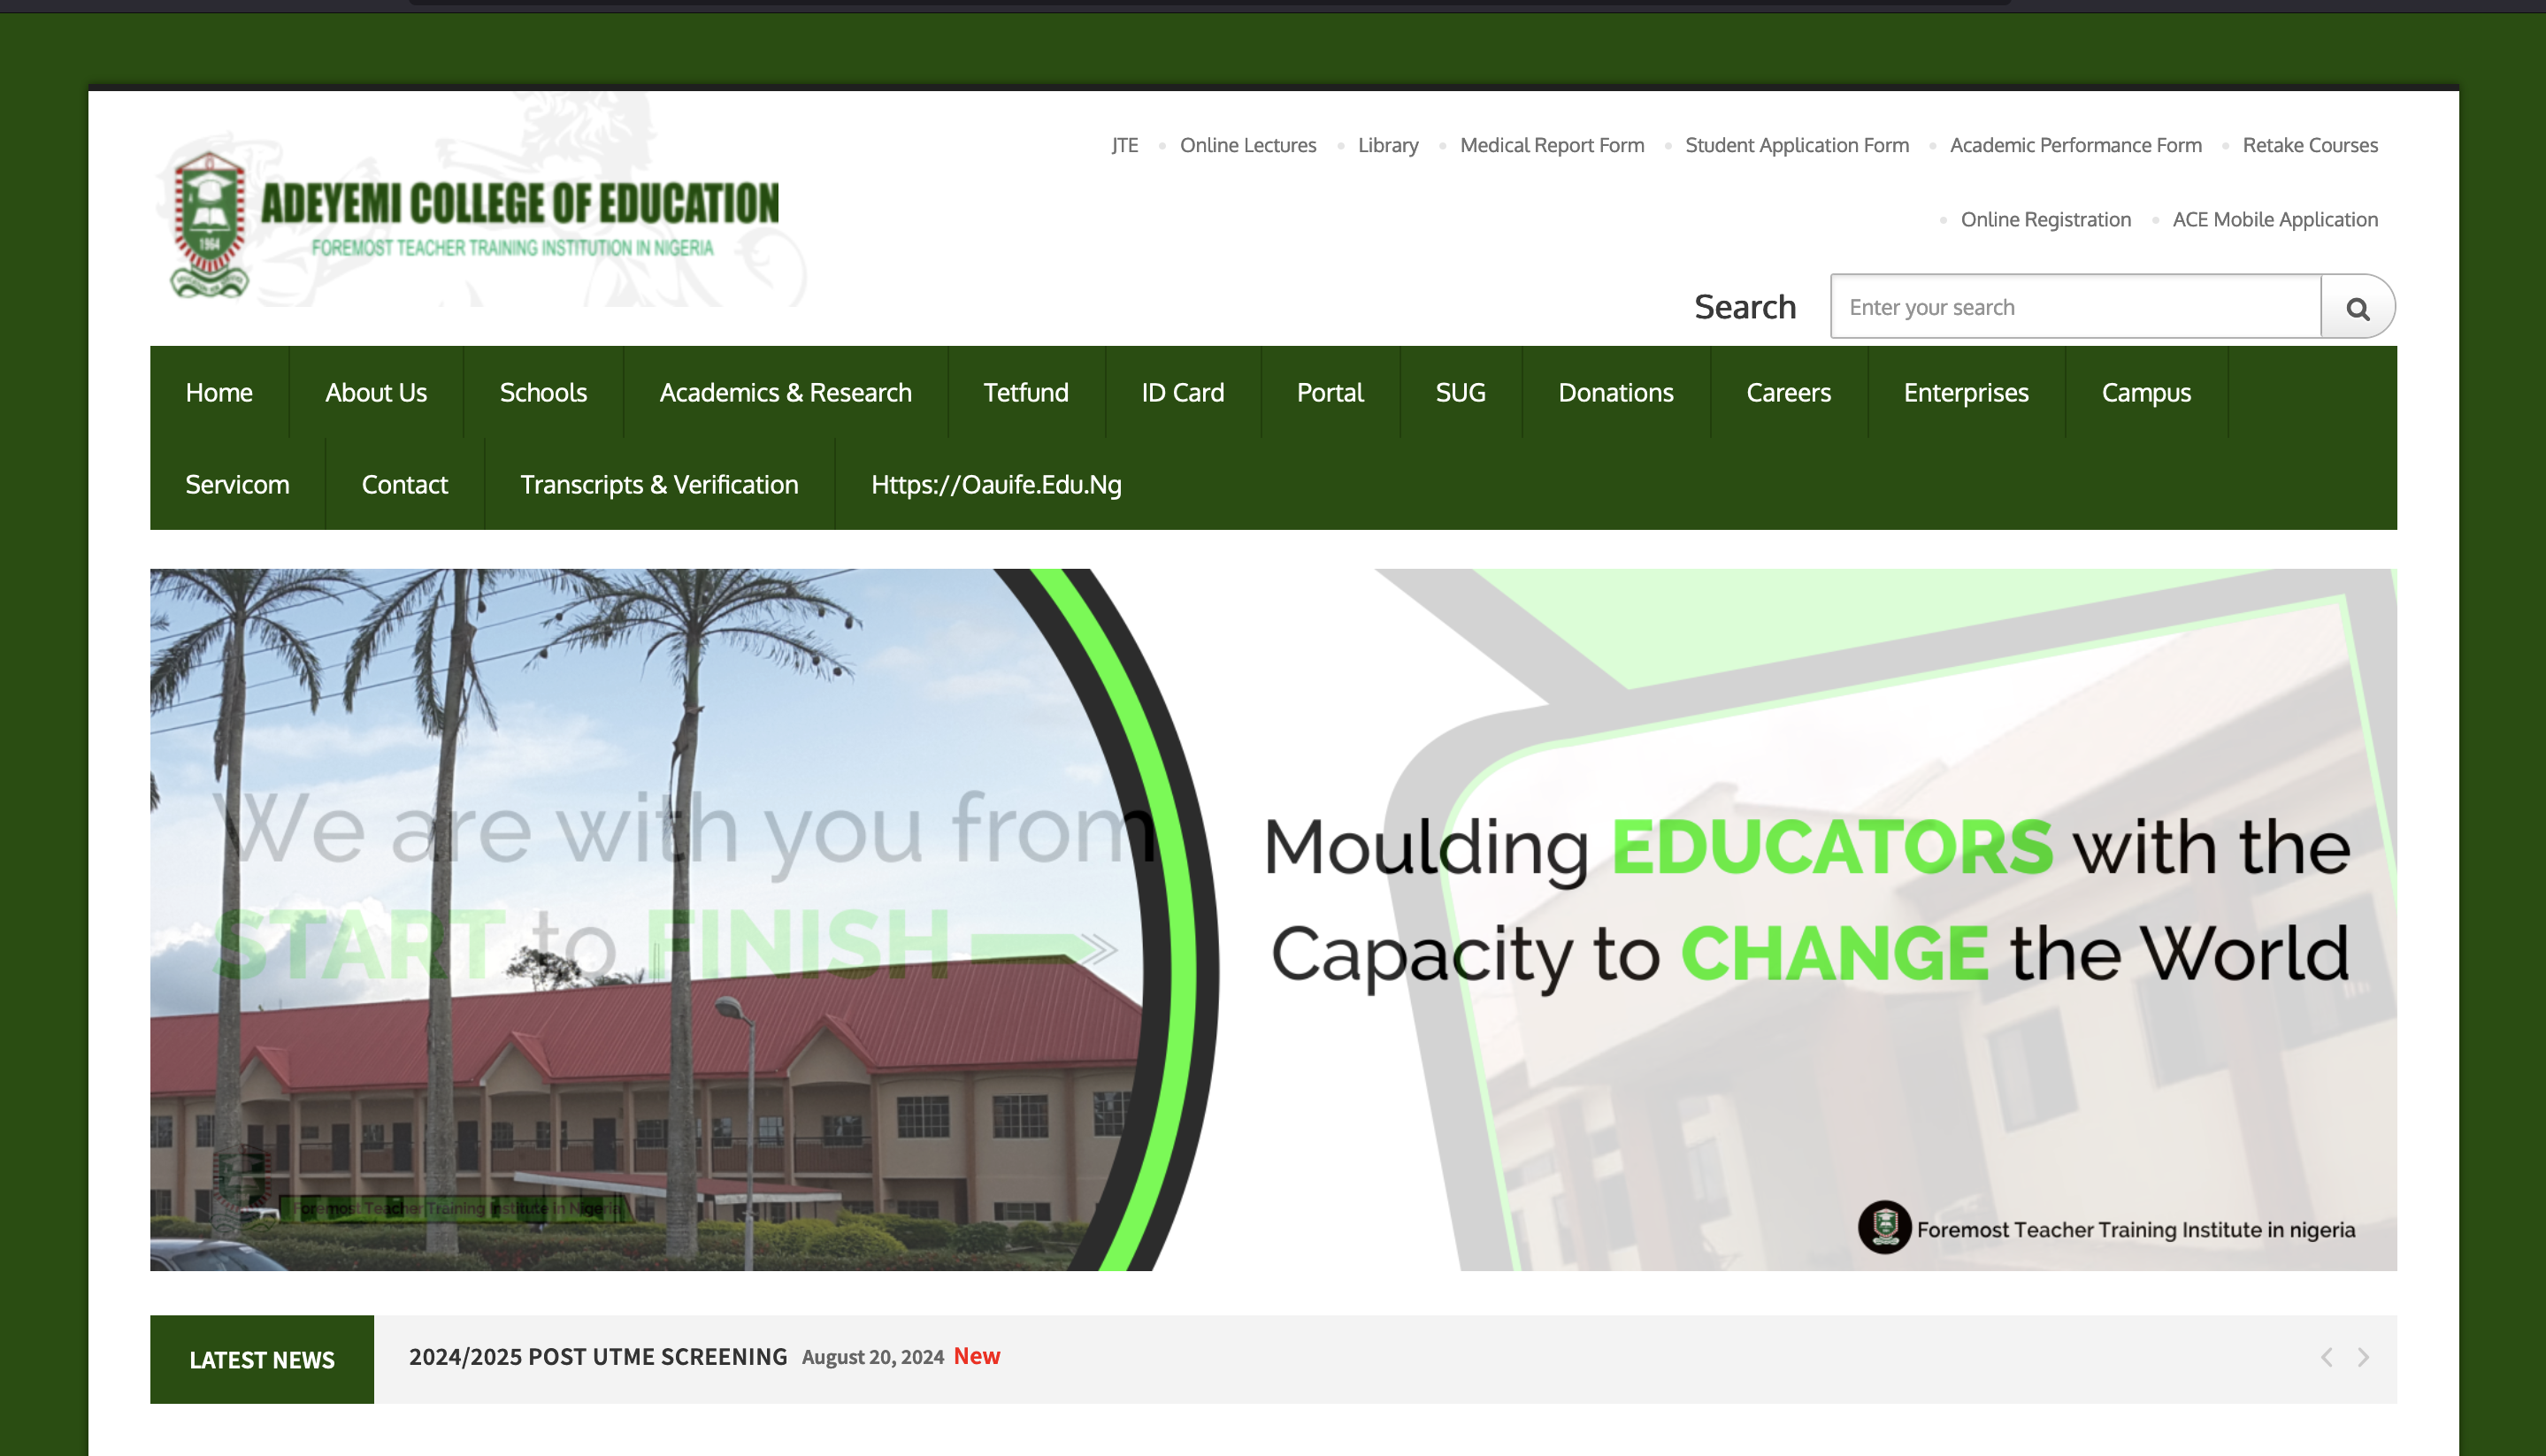 JTE Online Lectures Library Medical Report Form Student Application Form Academic Performance Form Retake Courses
Online Registration ACE Mobile Application
1964
ADEYEMI COLLEGE OF EDUCATION
FOREMOST TEACHER TRAINING INSTITUTION IN NIGERIA
Search Enter your search
Home About Us Schools Academics & Research Tetfund ID Card Portal SUG Donations Careers Enterprises Campus
Servicom Contact Transcripts & Verification Https://Oauife.Edu.Ng
We are with you from
START to FINISH
Foremost Teacher Training Institute in Nigeria
Moulding EDUCATORS with the
Capacity to CHANGE the World
Foremost Teacher Training Institute in nigeria
LATEST NEWS 2024/2025 POST UTME SCREENING August 20, 2024 New